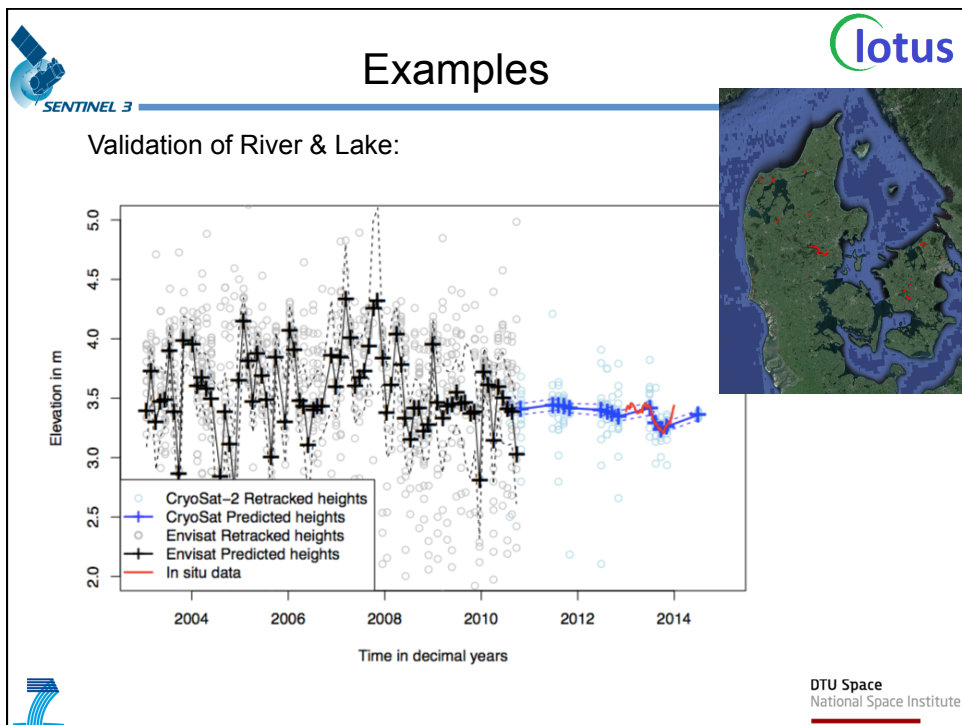 Examples
lotus
SENTINEL 3
Validation of River & Lake:
5.0
4.5
4.0
3.5
3.0
2.5
2.0
Elevation in m
CryoSat-2 Retracked heights
CryoSat Predicted heights
Envisat Retracked heights
Envisat Predicted heights
In situ data
2004 2006 2008 2010 2012 2014
Time in decimal years
DTU Space
National Space Institute